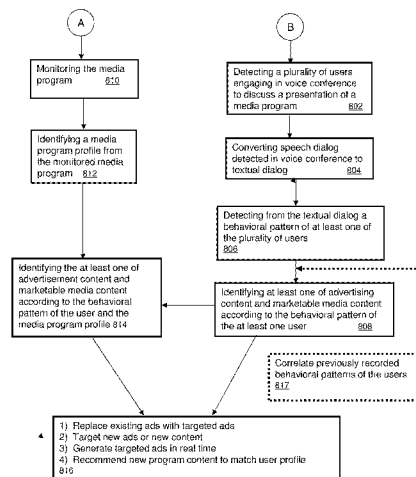 A
B
Monitoring the media
program 610
Detecting a plurality of users
engaging in voice conference
to discuss a presentation of a
media program 802
Identifying a media
program profile from
the monitored media
program 612
Converting speech dialog
detected in voice conference to
textual dialog 804
Detecting from the textual dialog a
behavioral pattern of at least one of
the plurality of users
806
Identifying the at least one of
advertisement content and
marketable media content
according to the behavioral
pattern of the user and the
media program profile 814
Identifying at least one of advertising
content and marketable media content
according to the behavioral pattern of
the at least one user 808
Correlate previously recorded
behavioral patterns of the users
817
1) Replace existing ads with targeted ads
2) Target new ads or new content
3) Generate targeted ads in real time
4) Recommend new program content to match user profile
816